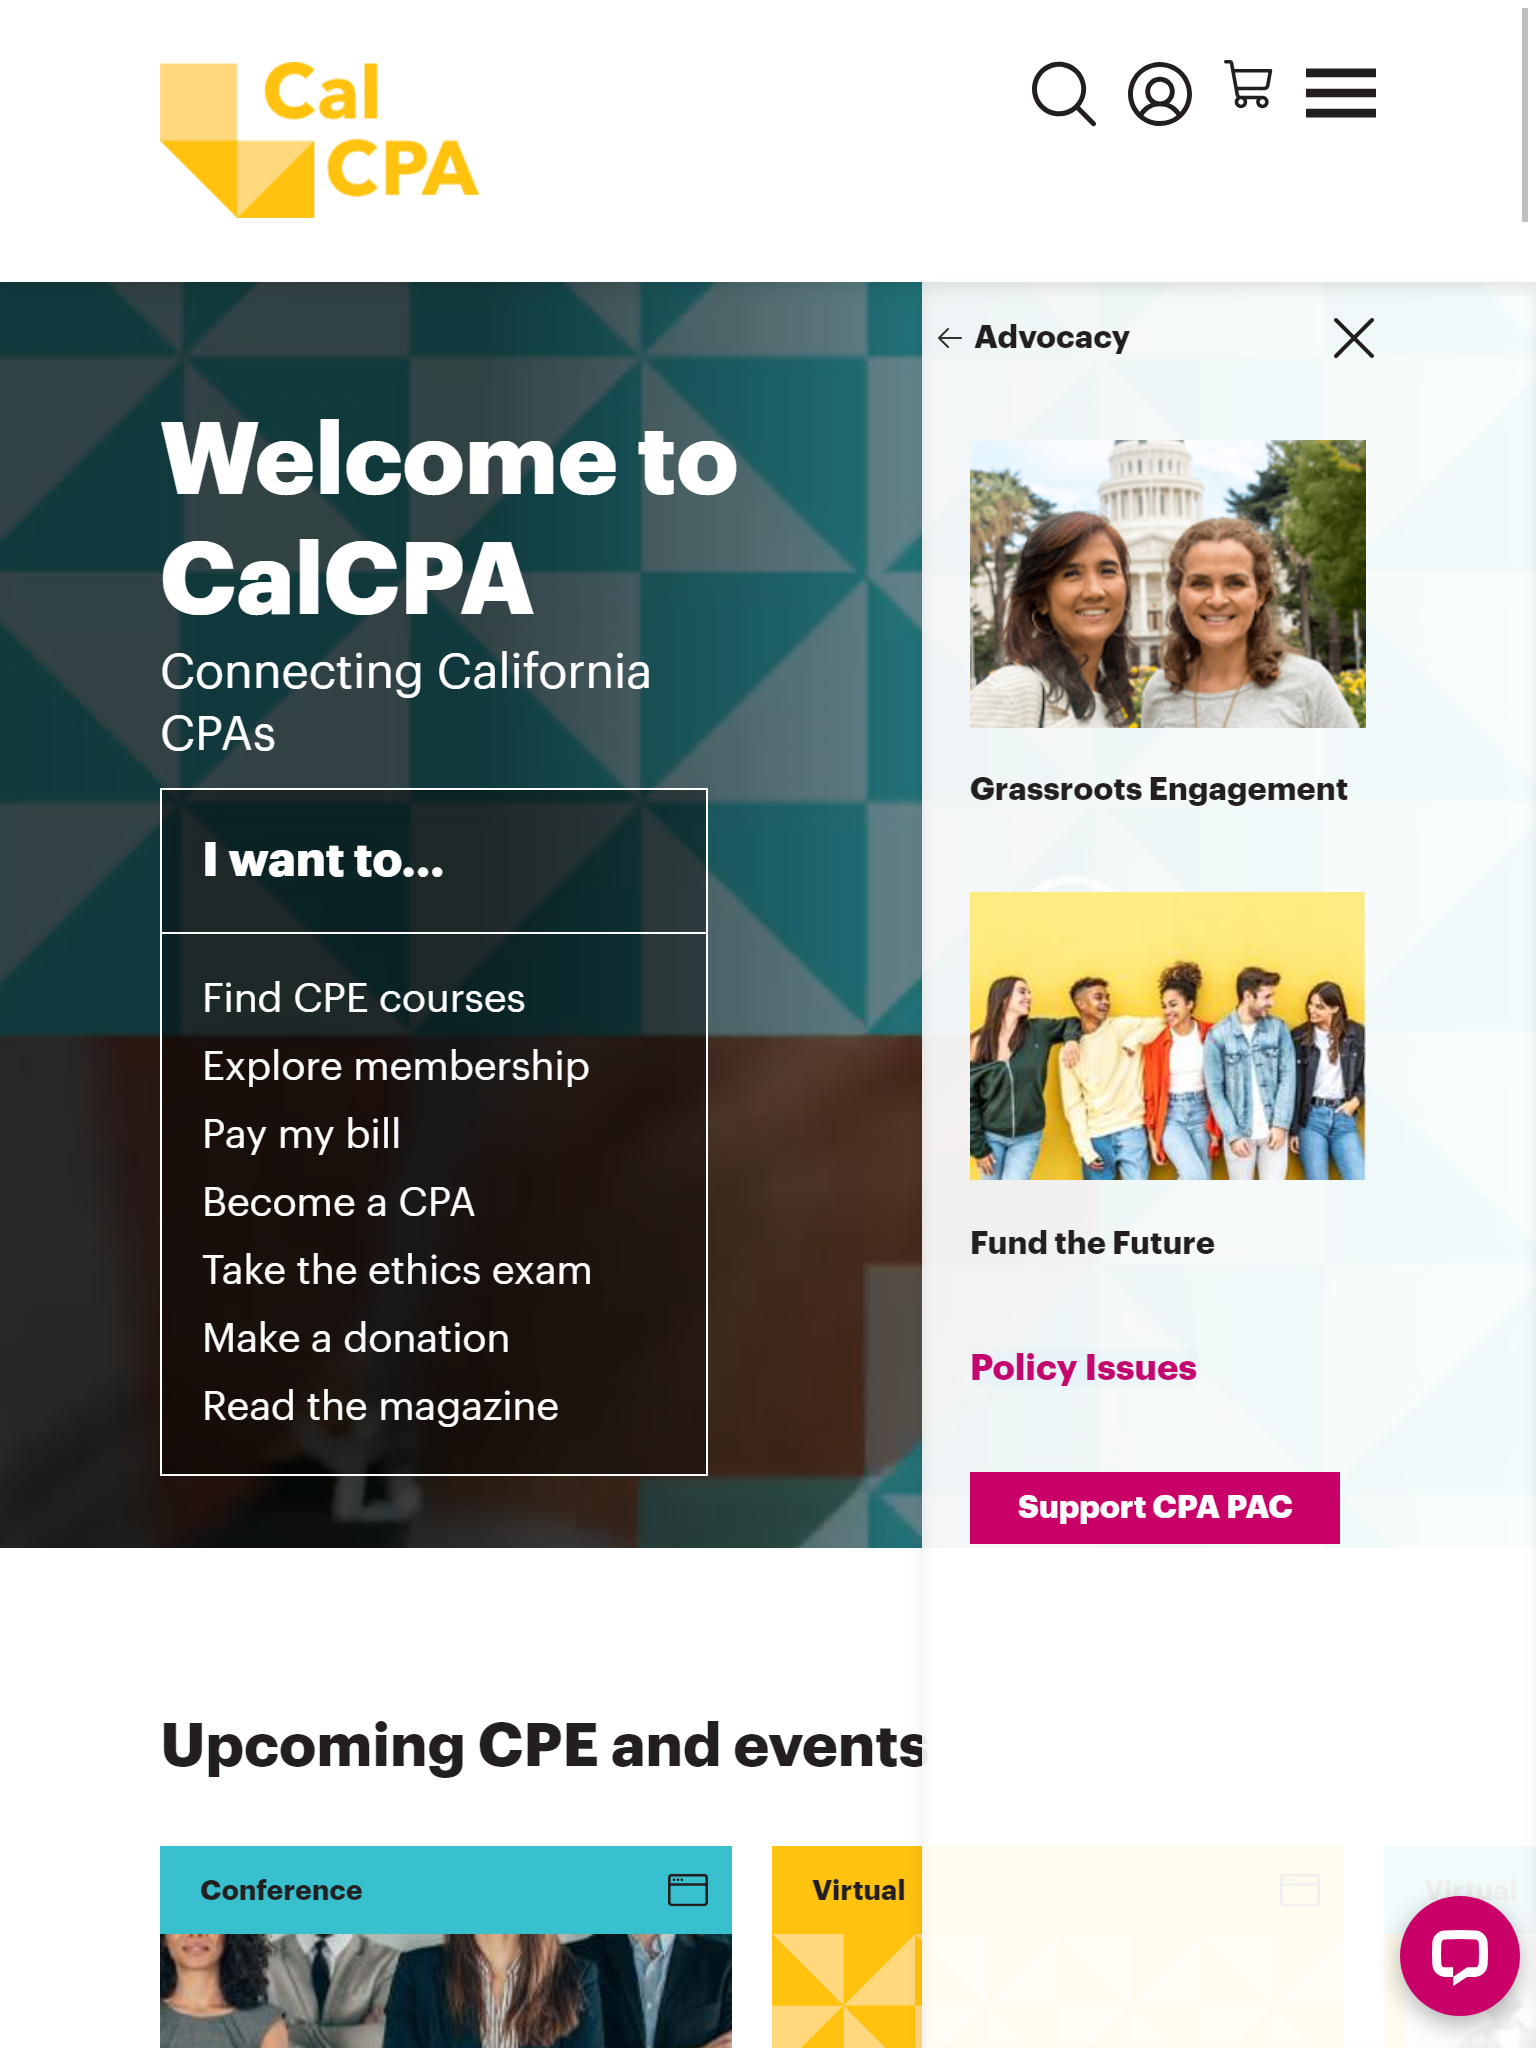 Cal
CPA
Advocacy
Welcome to
CalCPA
Connecting California
CPAs
I want to...
Find CPE courses
Explore membership
Pay my bill
Become a CPA
Take the ethics exam
Make a donation
Read the magazine
Grassroots Engagement
Fund the Future
Policy Issues
Support CPA PAC
Upcoming CPE and events
Conference
Virtual
Virtual